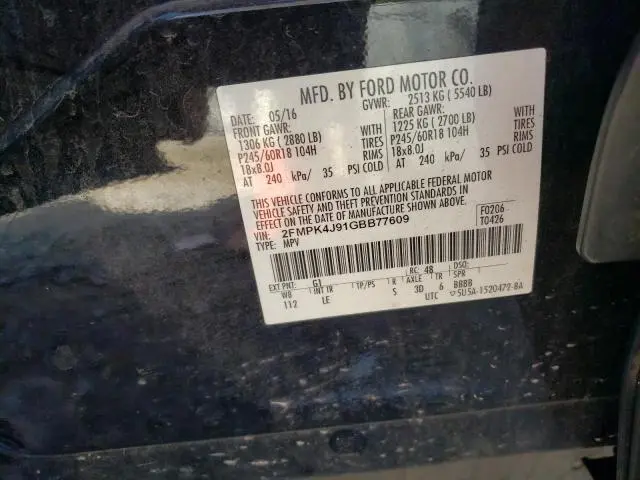 MFD. BY FORD MOTOR CO.
DATE: 05/16 GVWR: 2513 KG ( 5540 LB)
FRONT GAWR: REAR GAWR:
1306 KG ( 2880 LB) WITH 1225 KG ( 2700 LB) WITH
P245/60R18 104H TIRES P245/60R18 104H TIRES
18x8.0J RIMS 18x8.0J RIMS
AT 240 kPa/ 35 PSI COLD AT 240 kPa/ 35 PSI COLD
THIS VEHICLE CONFORMS TO ALL APPLICABLE FEDERAL MOTOR
VEHICLE SAFETY AND THEFT PREVENTION STANDARDS IN EFFECT
ON THE DATE OF MANUFACTURE SHOWN ABOVE.
VIN: 2FMPK4J91GBB77609 F0206
TYPE: MPV T0426
EXT PNT: G1 RC: 48 DSO:
WB INT TR TP/PS R AXLE TR SPR
112 LE S 3D 6 BBBB
UTC 5U5A-1520472-BA